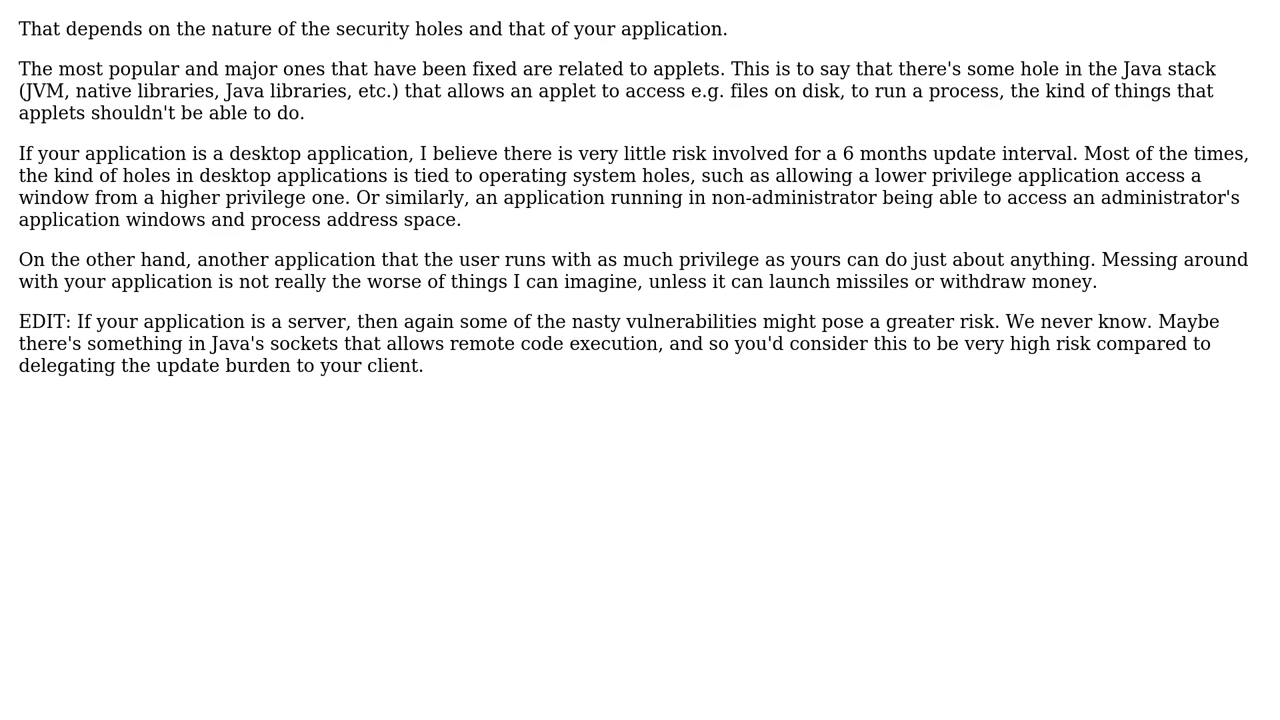 That depends on the nature of the security holes and that of your application.
The most popular and major ones that have been fixed are related to applets. This is to say that there's some hole in the Java stack
(JVM, native libraries, Java libraries, etc.) that allows an applet to access e.g. files on disk, to run a process, the kind of things that
applets shouldn't be able to do.
If your application is a desktop application, I believe there is very little risk involved for a 6 months update interval. Most of the times,
the kind of holes in desktop applications is tied to operating system holes, such as allowing a lower privilege application access a
window from a higher privilege one. Or similarly, an application running in non-administrator being able to access an administrator's
application windows and process address space.
On the other hand, another application that the user runs with as much privilege as yours can do just about anything. Messing around
with your application is not really the worse of things I can imagine, unless it can launch missiles or withdraw money.
EDIT: If your application is a server, then again some of the nasty vulnerabilities might pose a greater risk. We never know. Maybe
there's something in Java's sockets that allows remote code execution, and so you'd consider this to be very high risk compared to
delegating the update burden to your client.